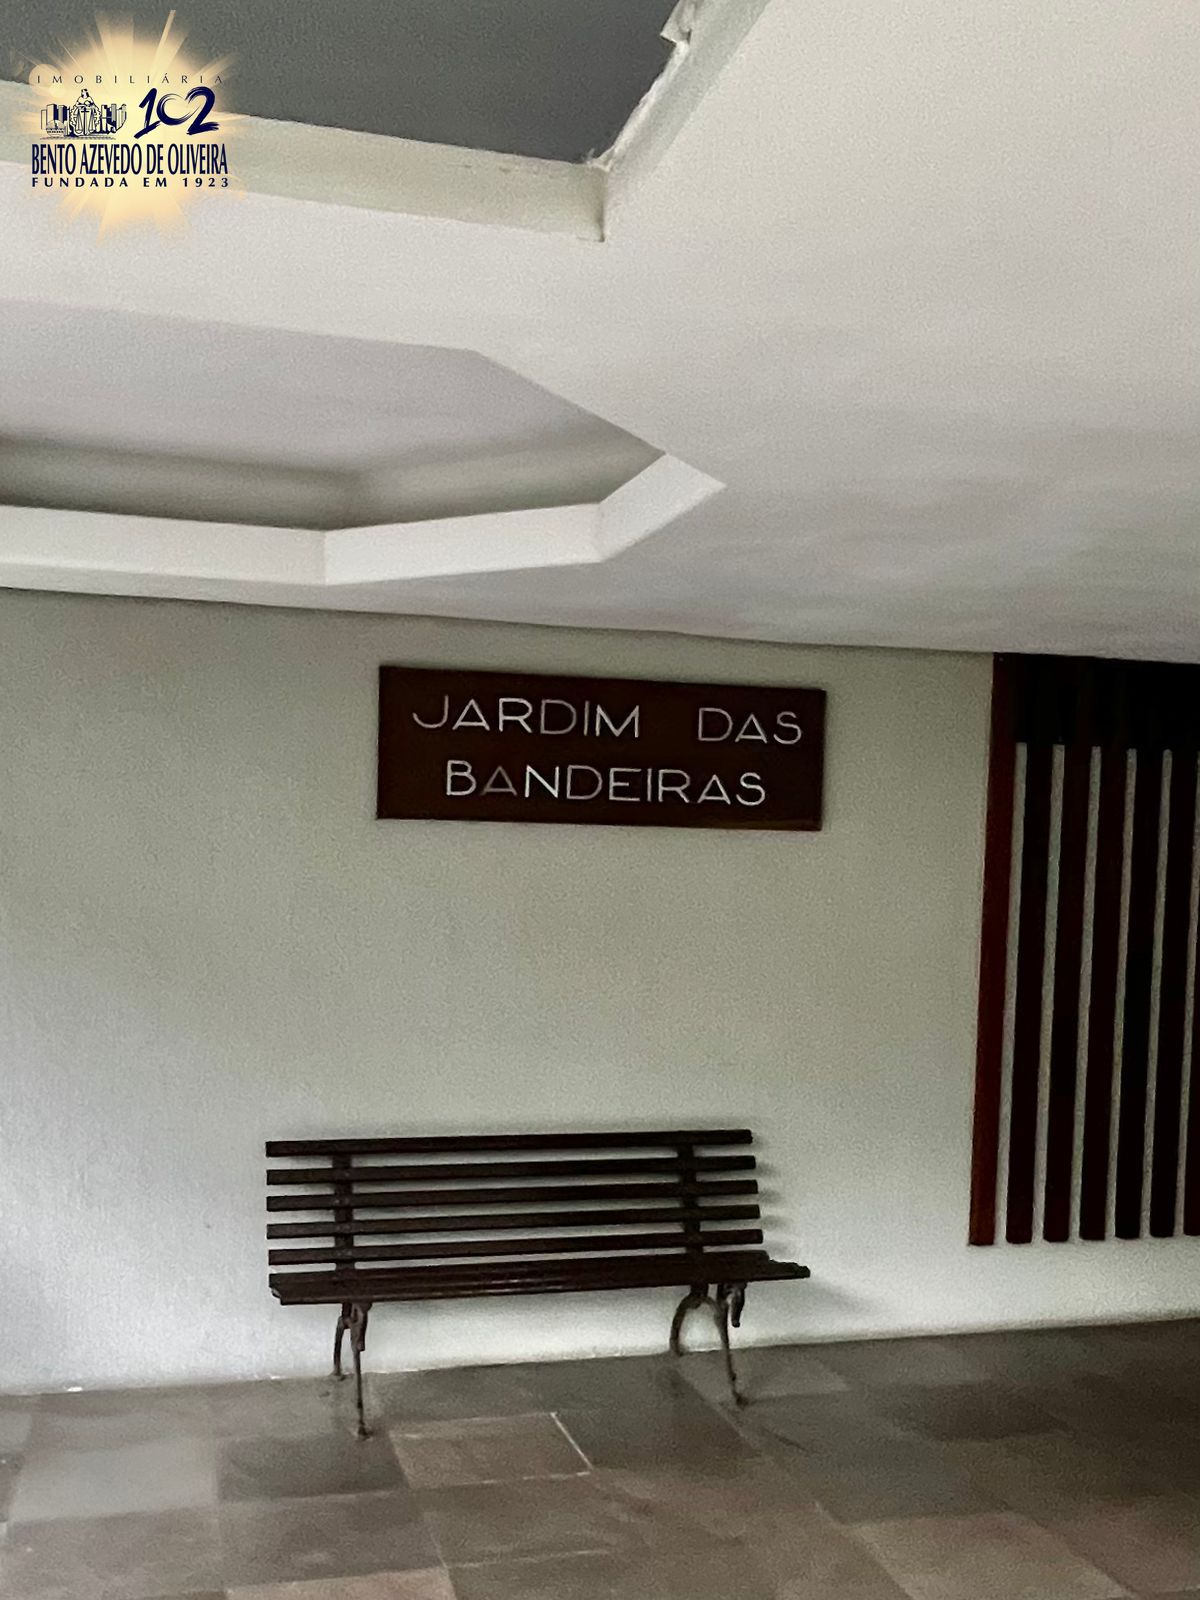 IMOBILIÁRIA
102
BENTO AZEVEDO DE OLIVEIRA
FUNDADA EM 1923
JARDIM DAS
BANDEIRAS